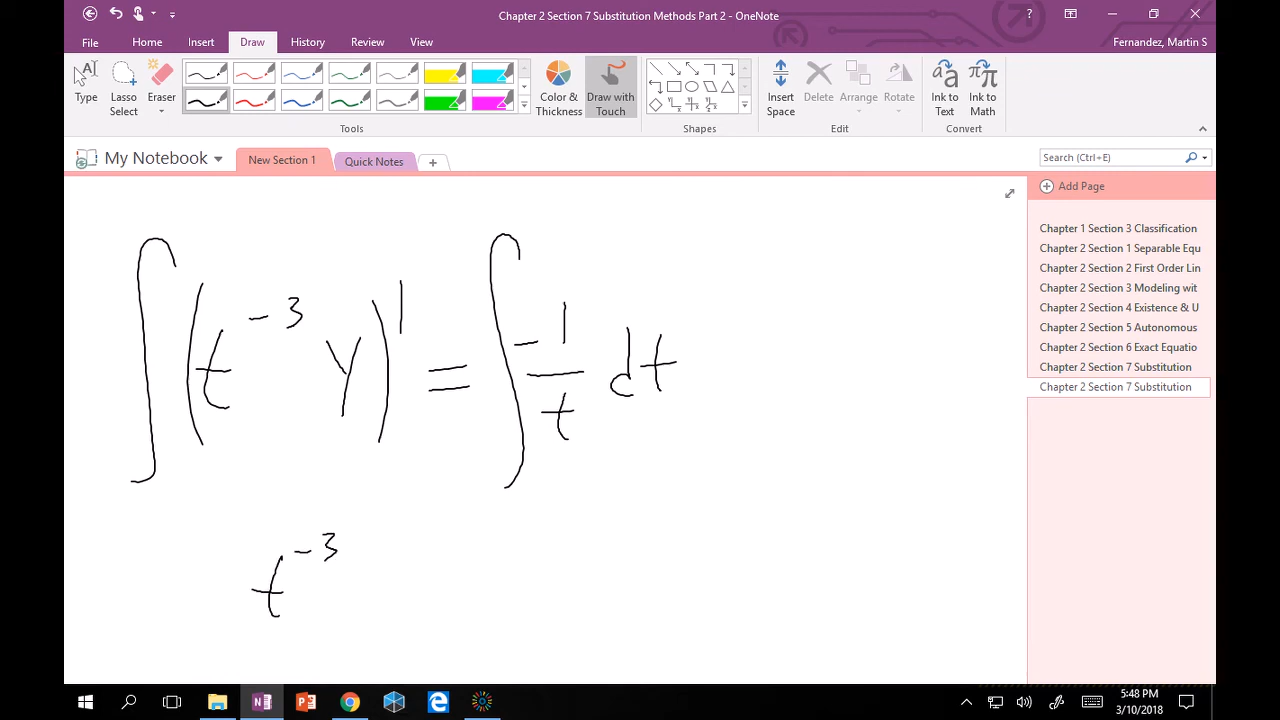 Chapter 2 Section 7 Substitution Methods Part 2 - OneNote
?
File Home Insert Draw History Review View
Fernandez, Martin S
Type
Lasso Select
Eraser
Color & Thickness
Draw with Touch
Insert Space
Delete
Arrange
Rotate
Ink to Text
Ink to Math
Tools
Shapes
Edit
Convert
My Notebook
New Section 1
Quick Notes
+
Search (Ctrl+E)
Add Page
Chapter 1 Section 3 Classification
Chapter 2 Section 1 Separable Equ
Chapter 2 Section 2 First Order Lin
Chapter 2 Section 3 Modeling wit
Chapter 2 Section 4 Existence & U
Chapter 2 Section 5 Autonomous
Chapter 2 Section 6 Exact Equatio
Chapter 2 Section 7 Substitution
Chapter 2 Section 7 Substitution
∫(t^-3 y)' = ∫ -1/t dt
t^-3
5:48 PM
3/10/2018